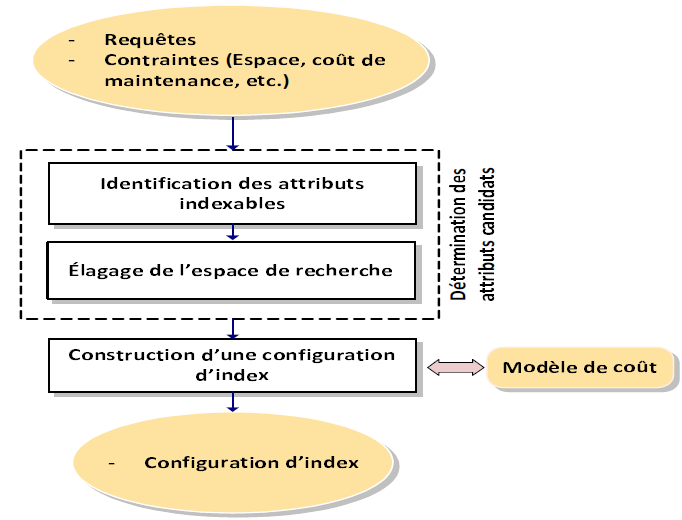 - Requêtes
- Contraintes (Espace, coût de
maintenance, etc.)
Identification des attributs
indexables
Élagage de l'espace de recherche
Détermination des
attributs candidats
Construction d'une configuration
d'index
Modèle de coût
- Configuration d'index